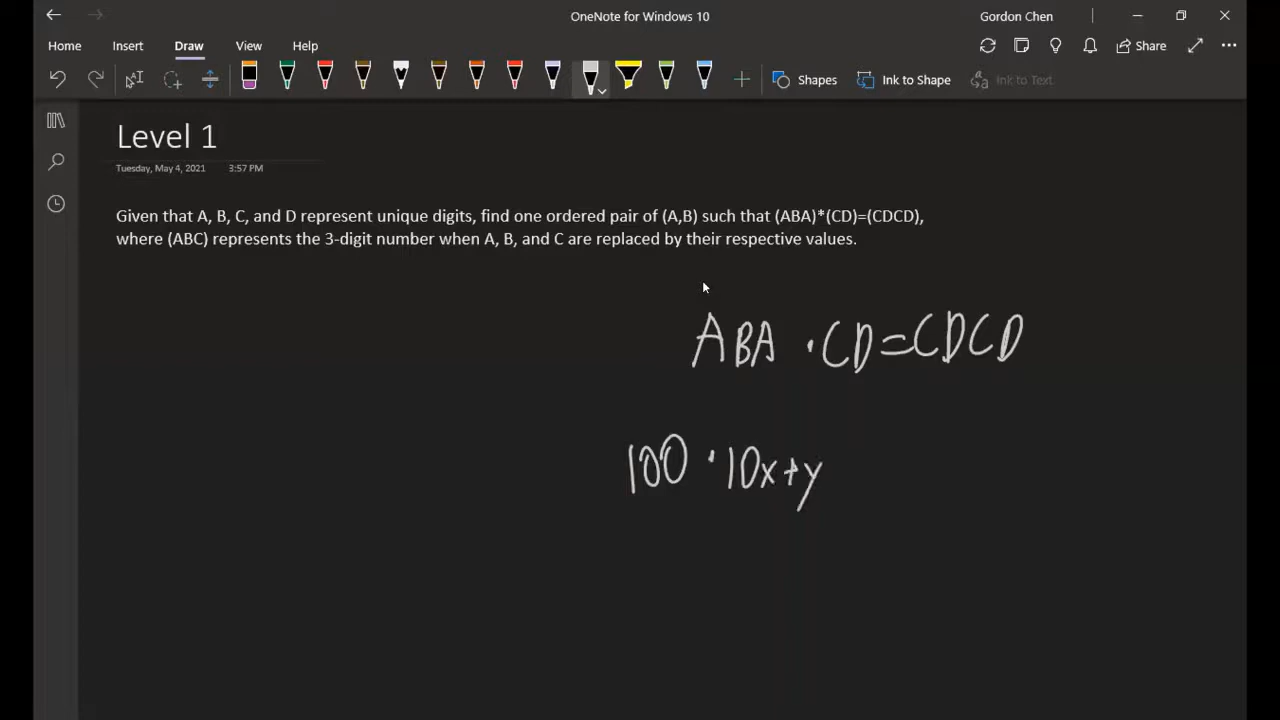 OneNote for Windows 10
Gordon Chen
Home Insert Draw View Help
Share
Shapes Ink to Shape Ink to Text
Level 1
Tuesday, May 4, 2021 3:57 PM
Given that A, B, C, and D represent unique digits, find one ordered pair of (A,B) such that (ABA)*(CD)=(CDCD),
where (ABC) represents the 3-digit number when A, B, and C are replaced by their respective values.
ABA · CD=CDCD
100 · 10x+y